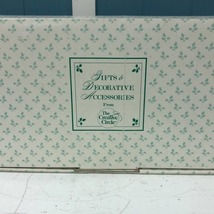 Gifts &
Decorative
Accessories
From
The
Creative
Circle